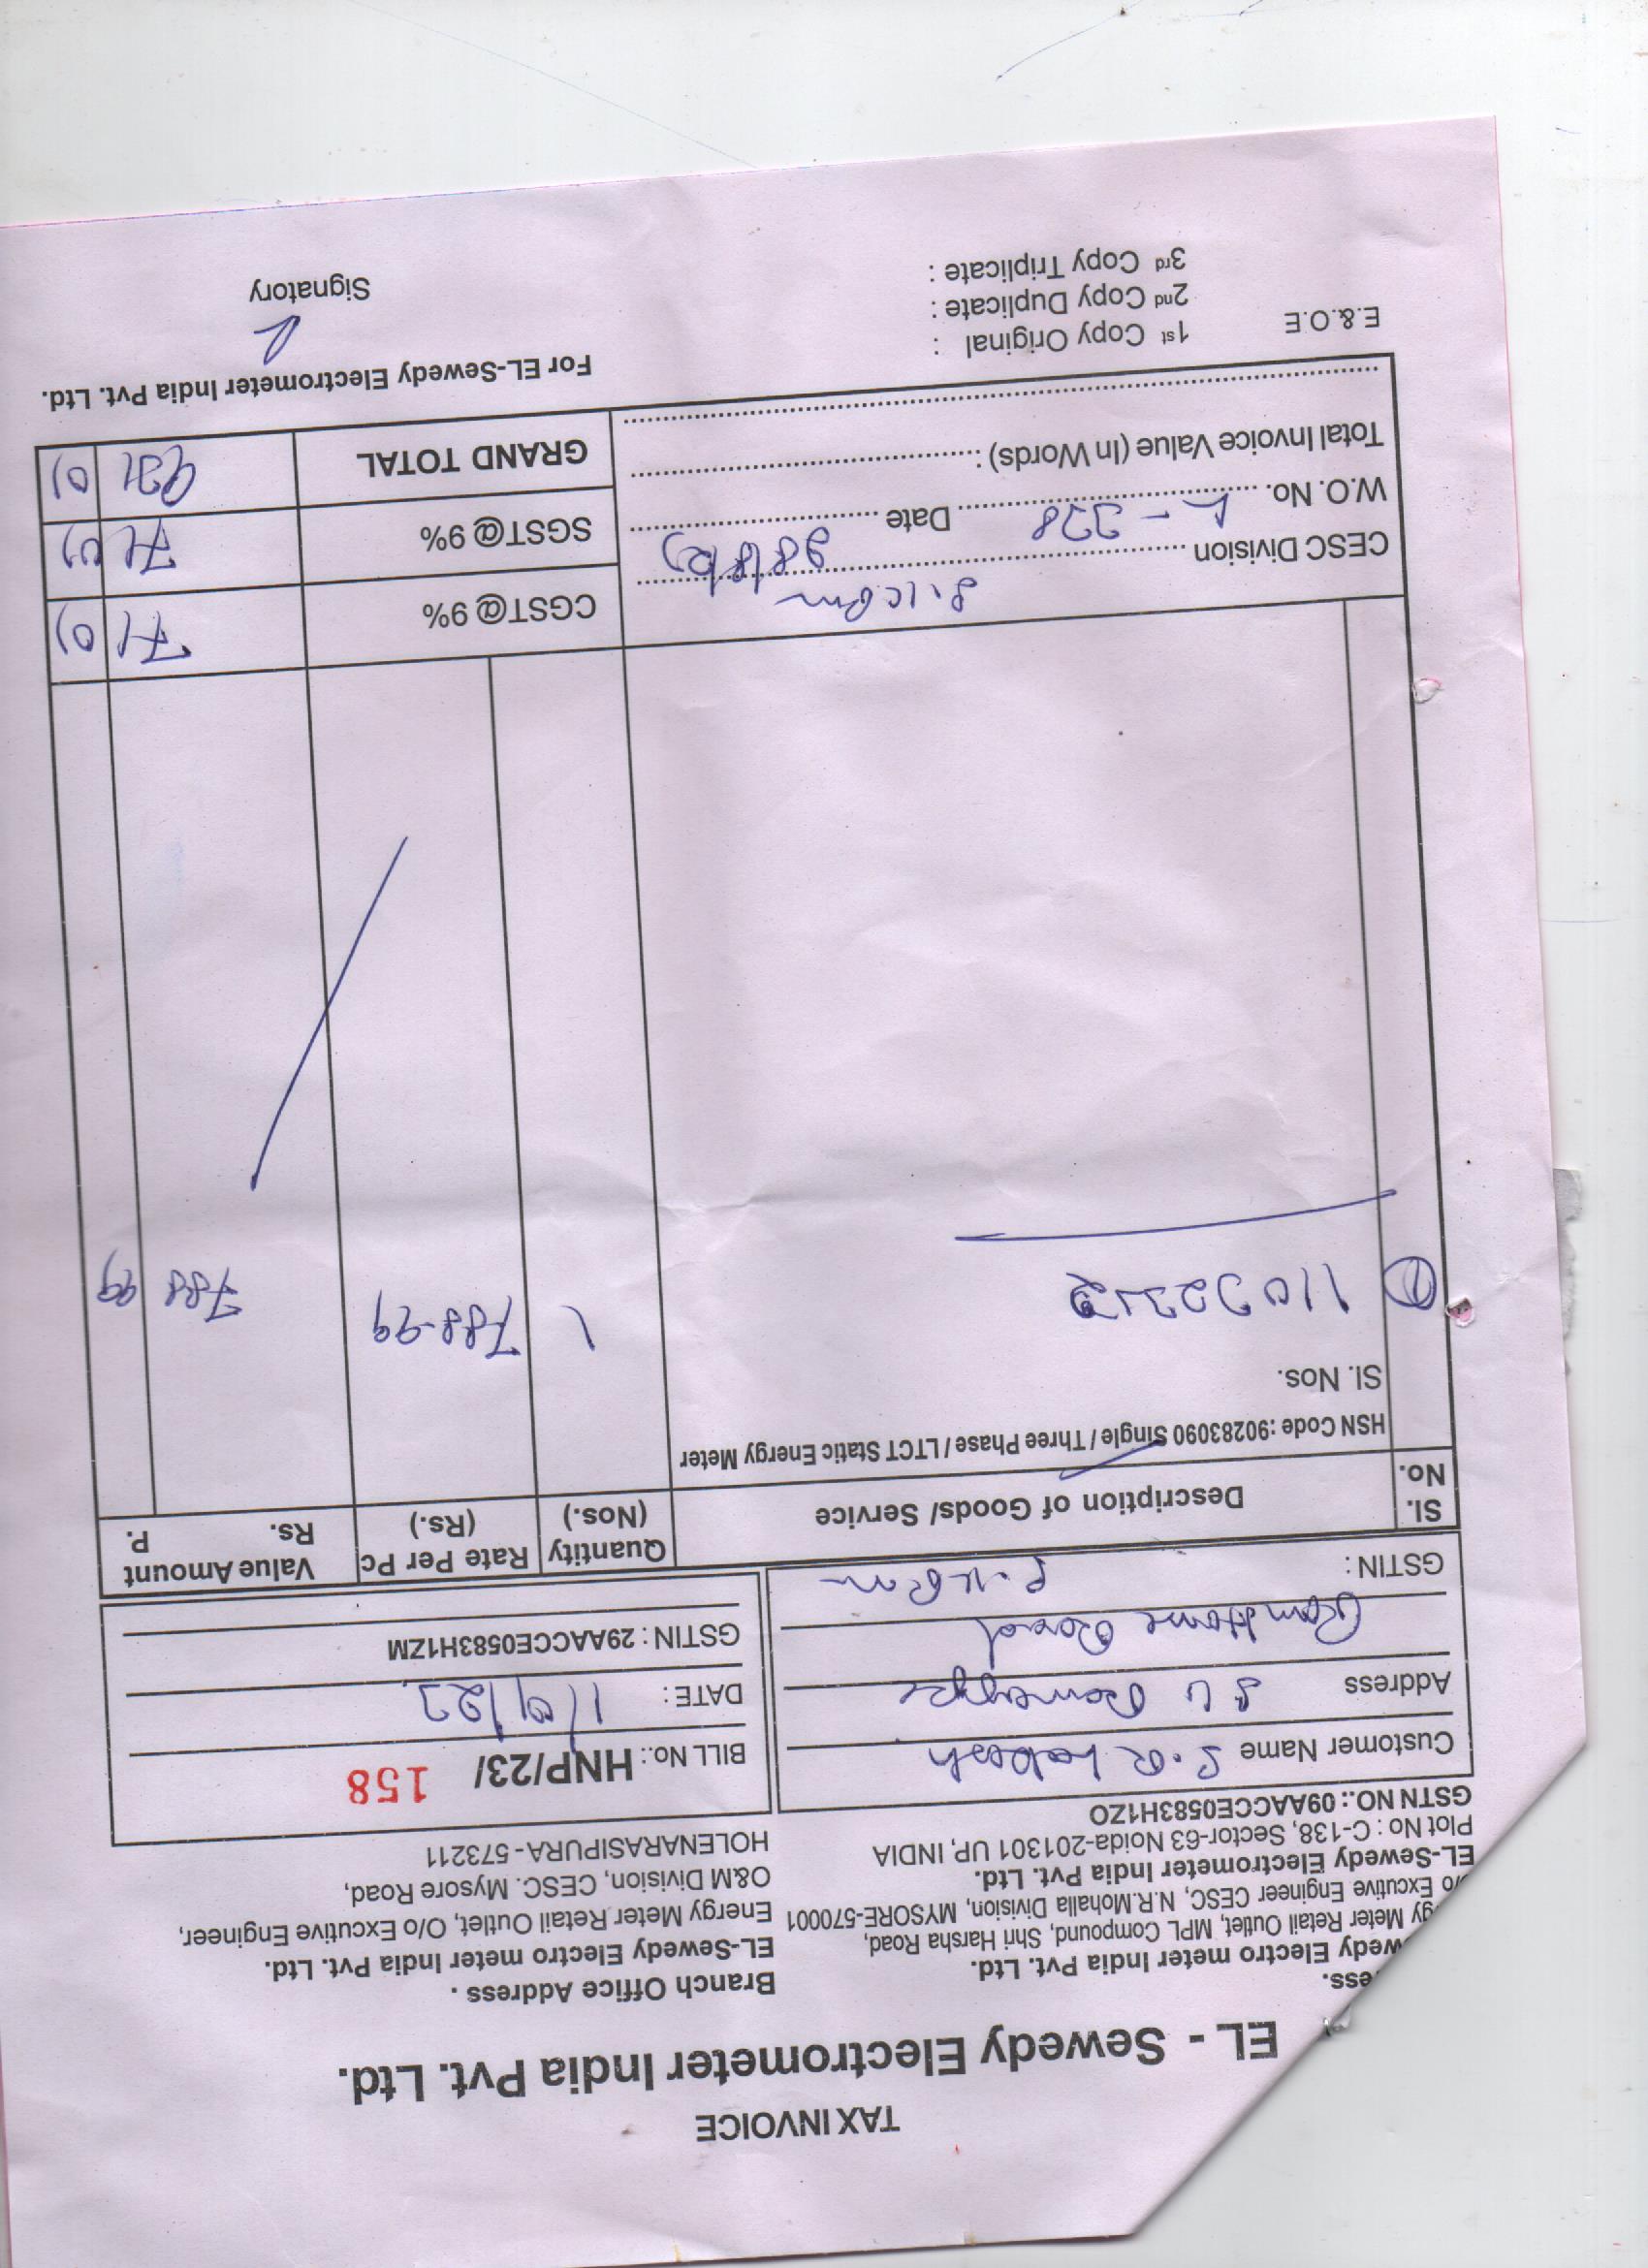 TAX INVOICE
EL - Sewedy Electrometer India Pvt. Ltd.
ess.
wedy Electro meter India Pvt. Ltd.
gy Meter Retail Outlet, MPL Compound, Shri Harsha Road,
/o Excutive Engineer CESC, N.R.Mohalla Division, MYSORE-570001
EL-Sewedy Electrometer India Pvt. Ltd.
Plot No : C-138, Sector-63 Noida-201301 UP, INDIA
GSTN NO.: 09AACCE0583H1ZO
Branch Office Address .
EL-Sewedy Electro meter India Pvt. Ltd.
Energy Meter Retail Outlet, O/o Excutive Engineer,
O&M Division, CESC. Mysore Road,
HOLENARASIPURA - 573211
Customer Name S.R Lokesh
Address
Road
GSTIN :
BILL No.: HNP/23/ 158
DATE : 1/9/23
GSTIN : 29AACCE0583H1ZM
Sl. No. Description of Goods/ Service Quantity (Nos.) Rate Per Pc (Rs.) Value Amount Rs. P.
HSN Code :90283090 Single / Three Phase / LTCT Static Energy Meter
Sl. Nos.
1 1 788-99 788 99
CESC Division
W.O. No. Date
Total Invoice Value (In Words) :
CGST@ 9% 71 01
SGST@ 9% 71 01
GRAND TOTAL 931 01
E.&.O.E
1st Copy Original :
2nd Copy Duplicate :
3rd Copy Triplicate :
For EL-Sewedy Electrometer India Pvt. Ltd.
Signatory